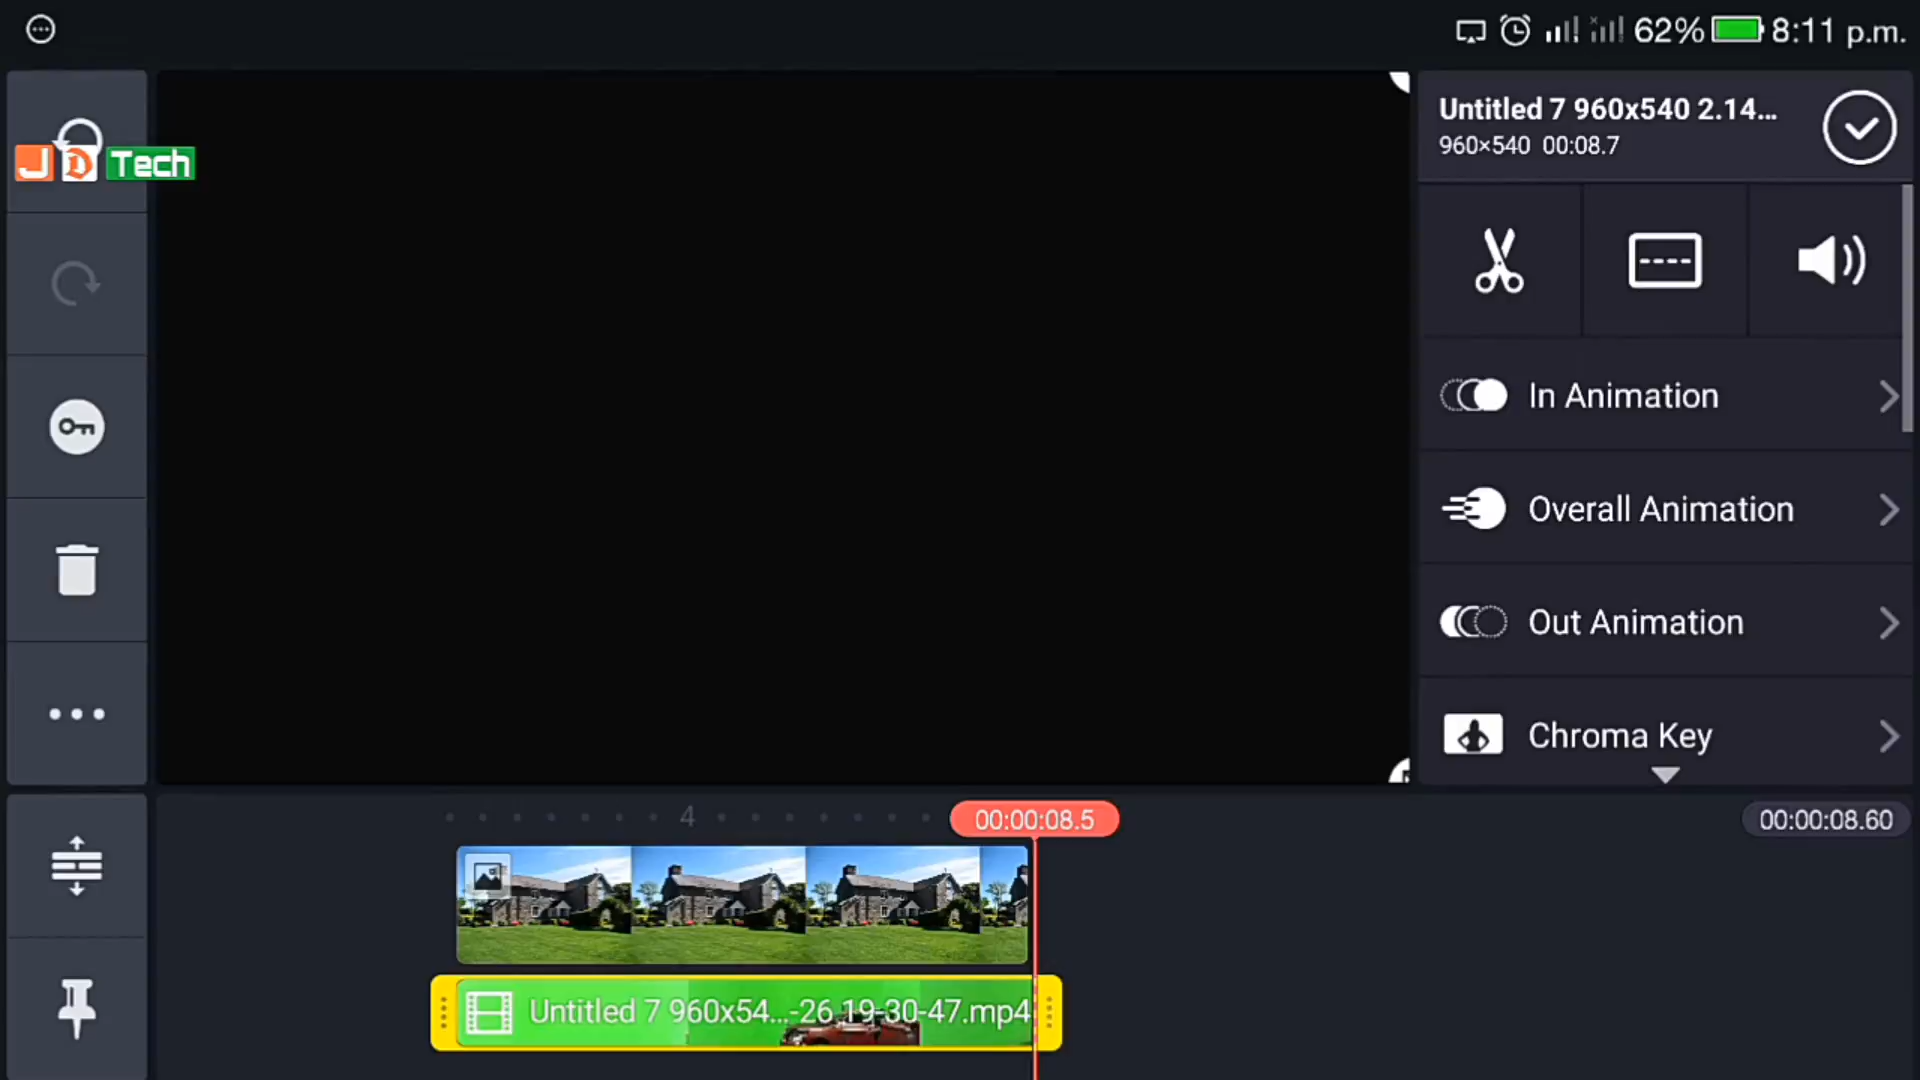 62% 8:11 p.m.
J D Tech
Untitled 7 960x540 2.14...
960×540 00:08.7
In Animation
Overall Animation
Out Animation
Chroma Key
4
00:00:08.5
00:00:08.60
Untitled 7 960x54...-26 19-30-47.mp4